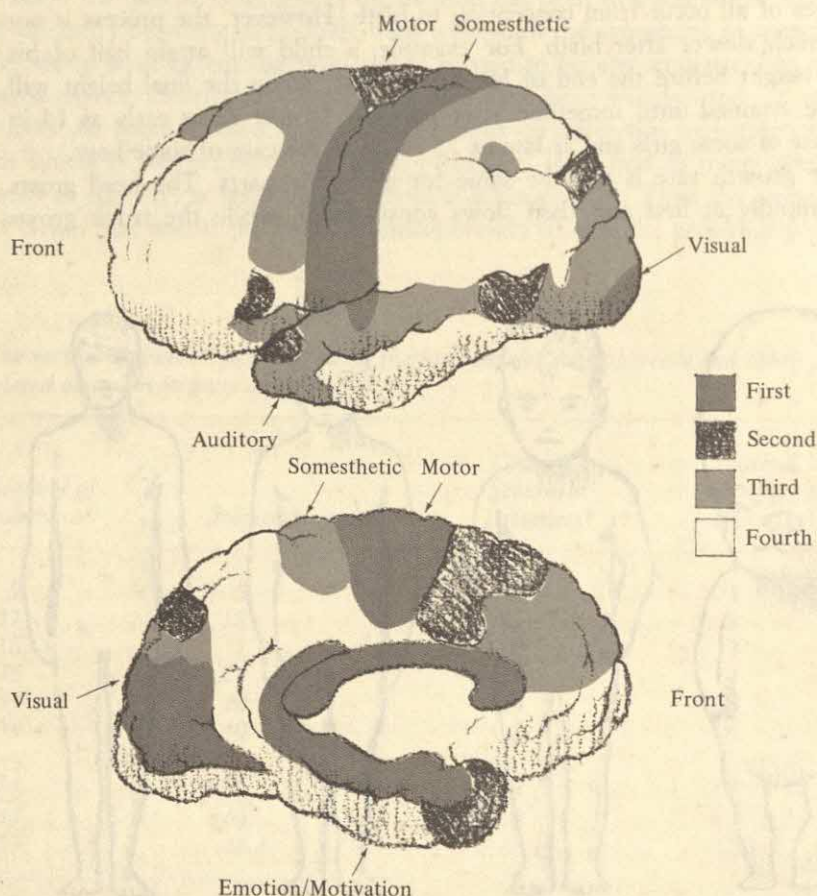 Motor Somesthetic
Front
Visual
Auditory
First
Second
Third
Fourth
Somesthetic Motor
Visual
Front
Emotion/Motivation